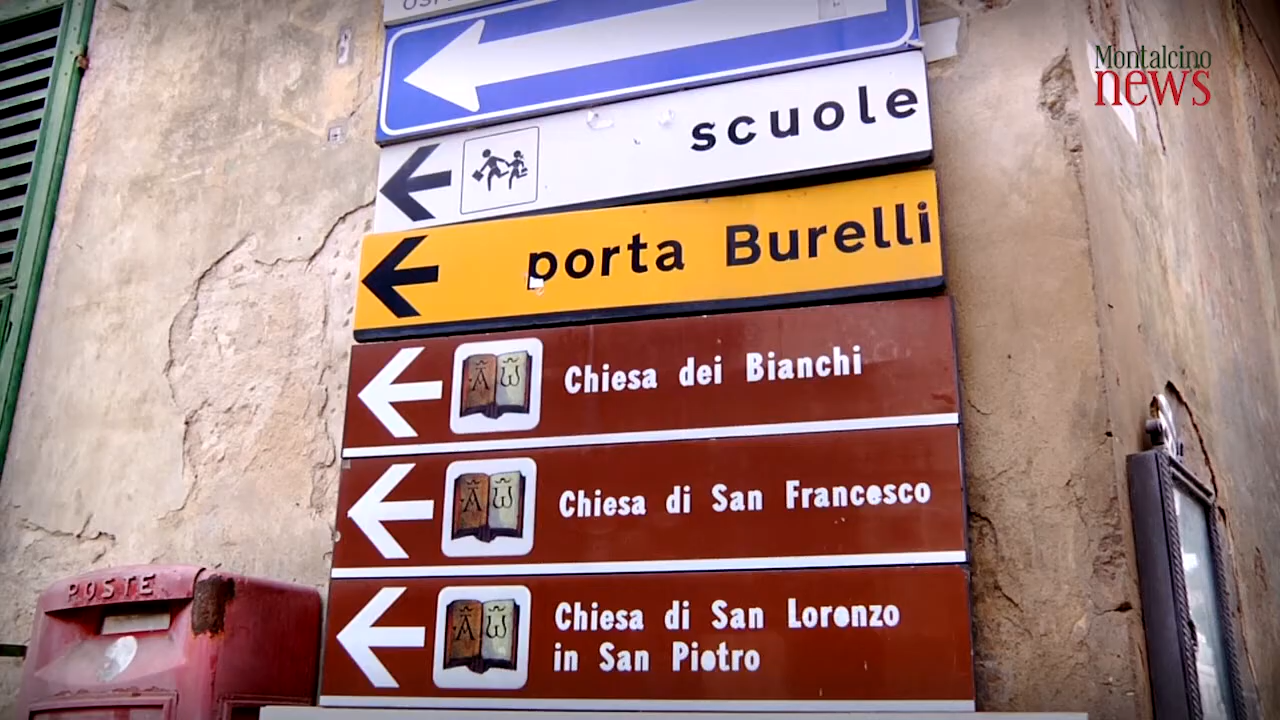 Montalcino
news
scuole
porta Burelli
Chiesa dei Bianchi
Chiesa di San Francesco
Chiesa di San Lorenzo
in San Pietro
POSTE